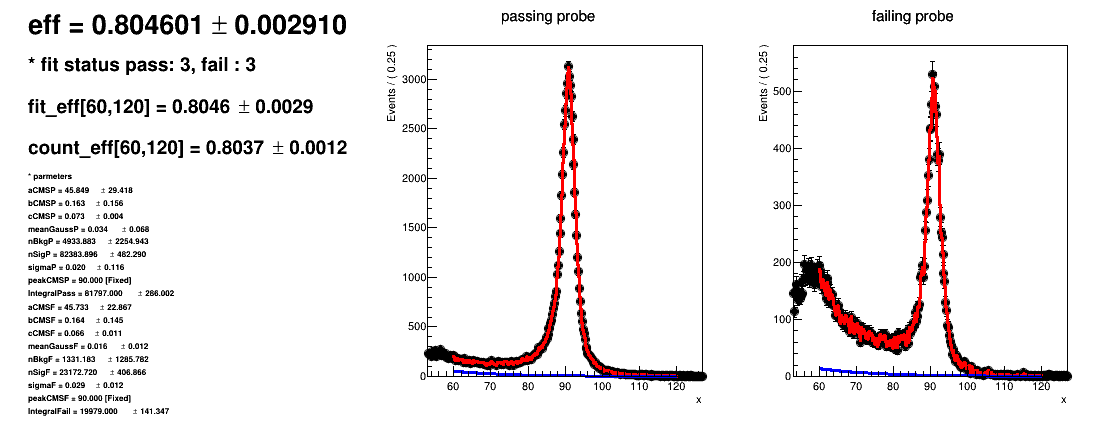 eff = 0.804601 ± 0.002910
* fit status pass: 3, fail : 3
fit_eff[60,120] = 0.8046 ± 0.0029
count_eff[60,120] = 0.8037 ± 0.0012
* parmeters
aCMSP = 45.849 ± 29.418
bCMSP = 0.163 ± 0.156
cCMSP = 0.073 ± 0.004
meanGaussP = 0.034 ± 0.068
nBkgP = 4933.883 ± 2254.943
nSigP = 82383.896 ± 482.290
sigmaP = 0.020 ± 0.116
peakCMSP = 90.000 [Fixed]
IntegralPass = 81797.000 ± 286.002
aCMSF = 45.733 ± 22.867
bCMSF = 0.164 ± 0.145
cCMSF = 0.066 ± 0.011
meanGaussF = 0.016 ± 0.012
nBkgF = 1331.183 ± 1285.782
nSigF = 23172.720 ± 406.866
sigmaF = 0.029 ± 0.012
peakCMSF = 90.000 [Fixed]
IntegralFail = 19979.000 ± 141.347
passing probe
Events / ( 0.25 )
3000
2500
2000
1500
1000
500
0
60 70 80 90 100 110 120
x
failing probe
Events / ( 0.25 )
500
400
300
200
100
0
60 70 80 90 100 110 120
x